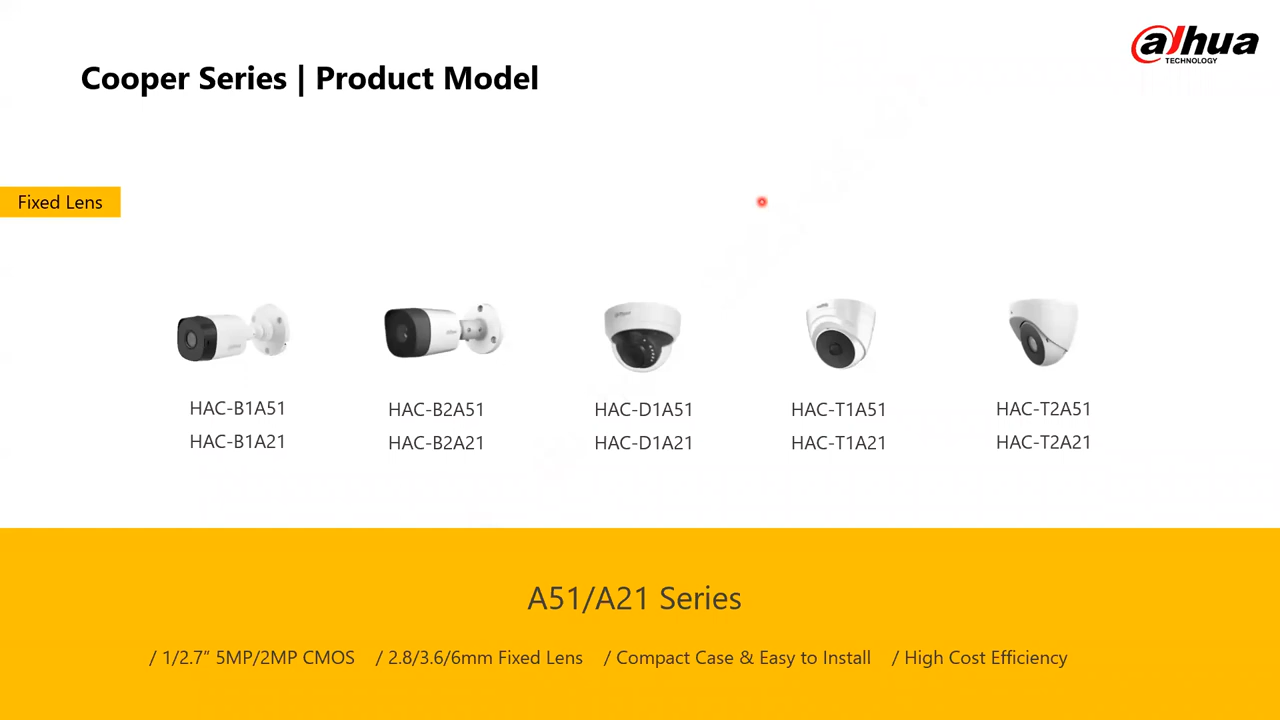 alhua
TECHNOLOGY
Cooper Series | Product Model
Fixed Lens
HAC-B1A51
HAC-B2A51
HAC-D1A51
HAC-T1A51
HAC-T2A51
HAC-B1A21
HAC-B2A21
HAC-D1A21
HAC-T1A21
HAC-T2A21
A51/A21 Series
/ 1/2.7” 5MP/2MP CMOS / 2.8/3.6/6mm Fixed Lens / Compact Case & Easy to Install / High Cost Efficiency